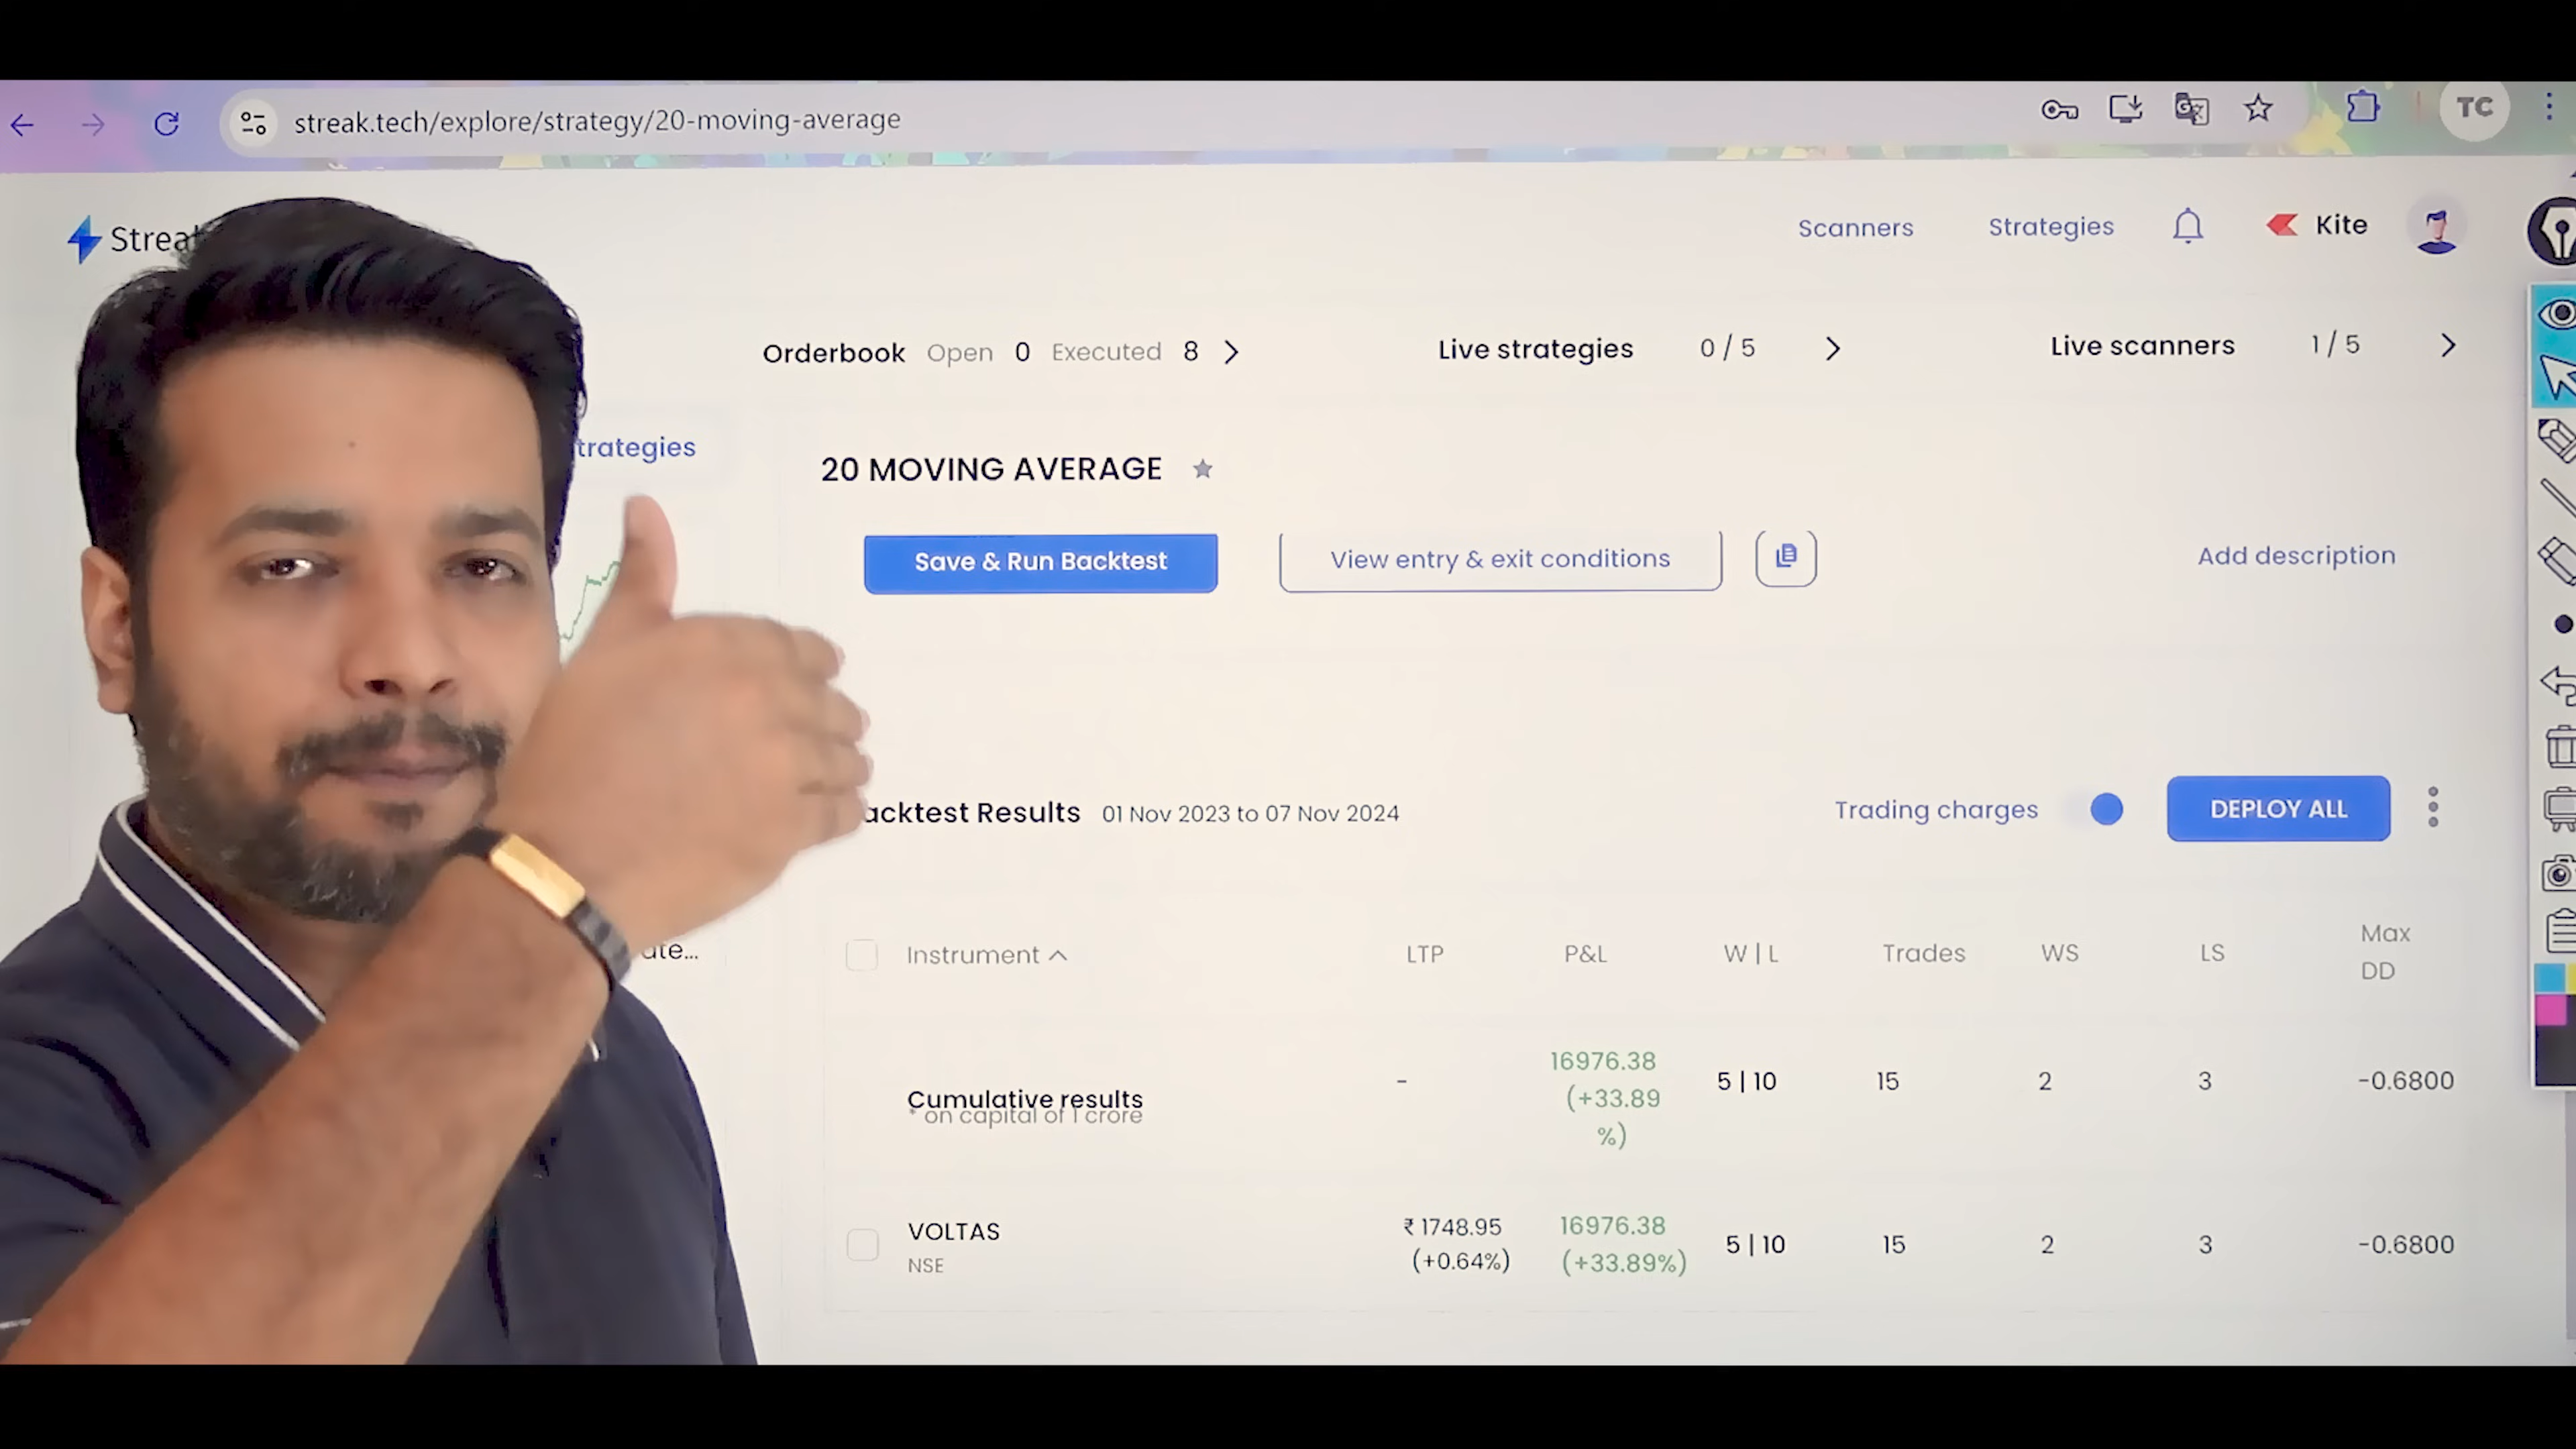 streak.tech/explore/strategy/20-moving-average
TC
Scanners Strategies Kite
Orderbook Open 0 Executed 8 Live strategies 0 / 5 Live scanners 1 / 5
20 MOVING AVERAGE
Save & Run Backtest View entry & exit conditions Add description
Results 01 Nov 2023 to 07 Nov 2024 Trading charges DEPLOY ALL
Instrument LTP P&L W | L Trades WS LS Max
DD
Cumulative results - 16976.38 5 | 10 15 2 3 -0.6800
* on capital of 1 crore (+33.89
%)
VOLTAS ₹ 1748.95 16976.38 5 | 10 15 2 3 -0.6800
NSE (+0.64%) (+33.89%)